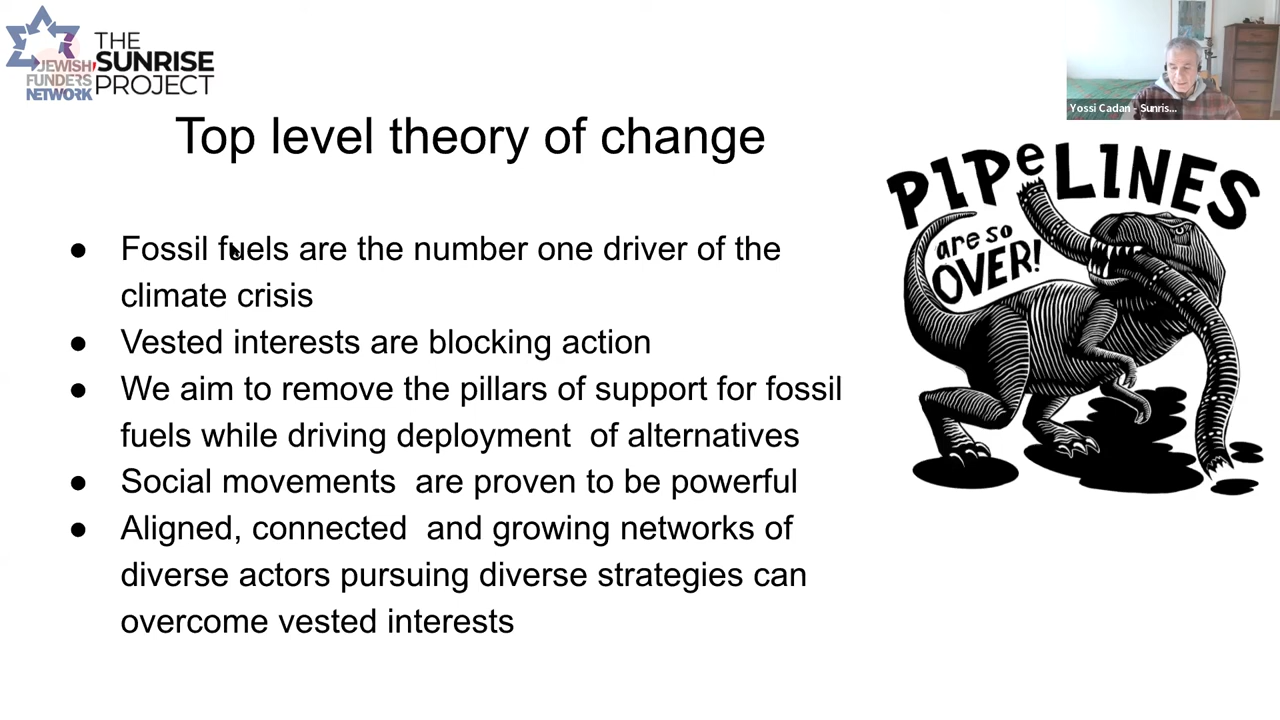 THE
SUNRISE
PROJECT
JEWISH
FUNDERS
NETWORK
Yossi Cadan - Sunris...
Top level theory of change
PIPeLINES
are so
OVER!
● Fossil fuels are the number one driver of the
climate crisis
● Vested interests are blocking action
● We aim to remove the pillars of support for fossil
fuels while driving deployment  of alternatives
● Social movements  are proven to be powerful
● Aligned, connected  and growing networks of
diverse actors pursuing diverse strategies can
overcome vested interests